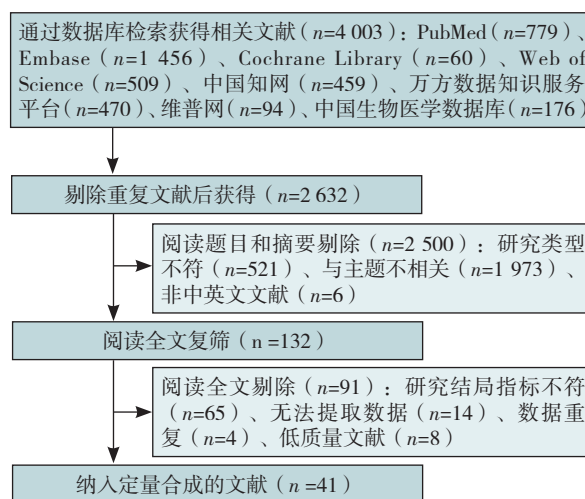 通过数据库检索获得相关文献（n=4 003）：PubMed（n=779）、
Embase（n=1 456）、Cochrane Library（n=60）、Web of
Science（n=509）、中国知网（n=459）、万方数据知识服务
平台（n=470）、维普网（n=94）、中国生物医学数据库（n=176）
剔除重复文献后获得（n=2 632）
阅读题目和摘要剔除（n=2 500）：研究类型
不符（n=521）、与主题不相关（n=1 973）、
非中英文文献（n=6）
阅读全文复筛（n =132）
阅读全文剔除（n=91）：研究结局指标不符
（n=65）、无法提取数据（n=14）、数据重
复（n=4）、低质量文献（n=8）
纳入定量合成的文献（n =41）